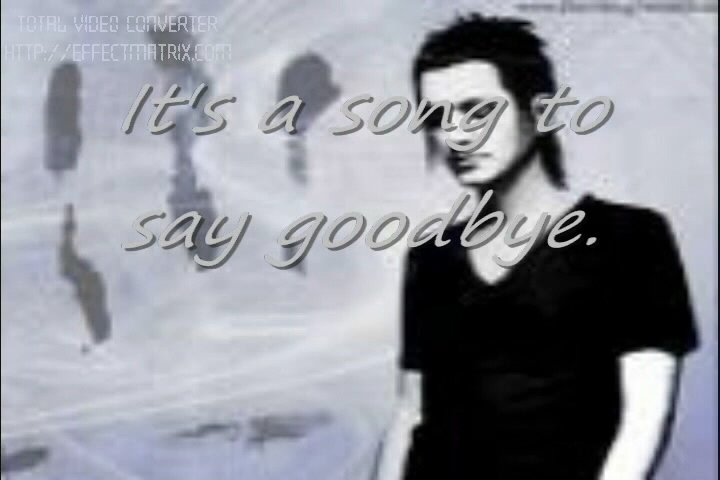 TOTAL VIDEO CONVERTER
HTTP://EFFECTMATRIX.COM
It's a song to
say goodbye.